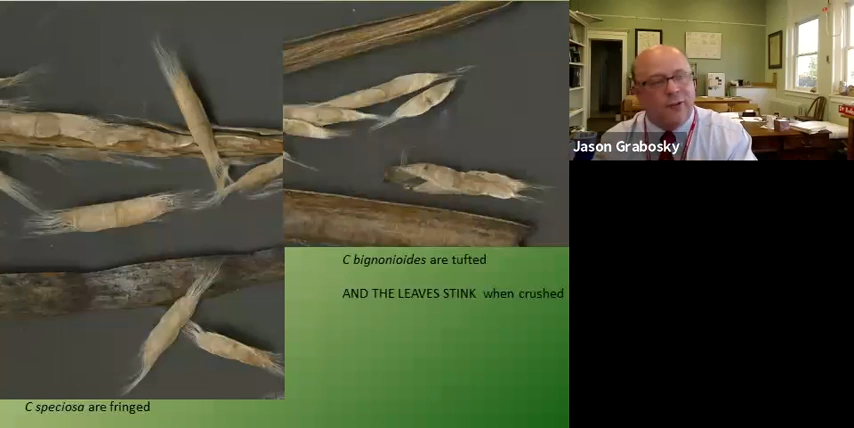 Jason Grabosky
C bignonioides are tufted
AND THE LEAVES STINK when crushed
C speciosa are fringed